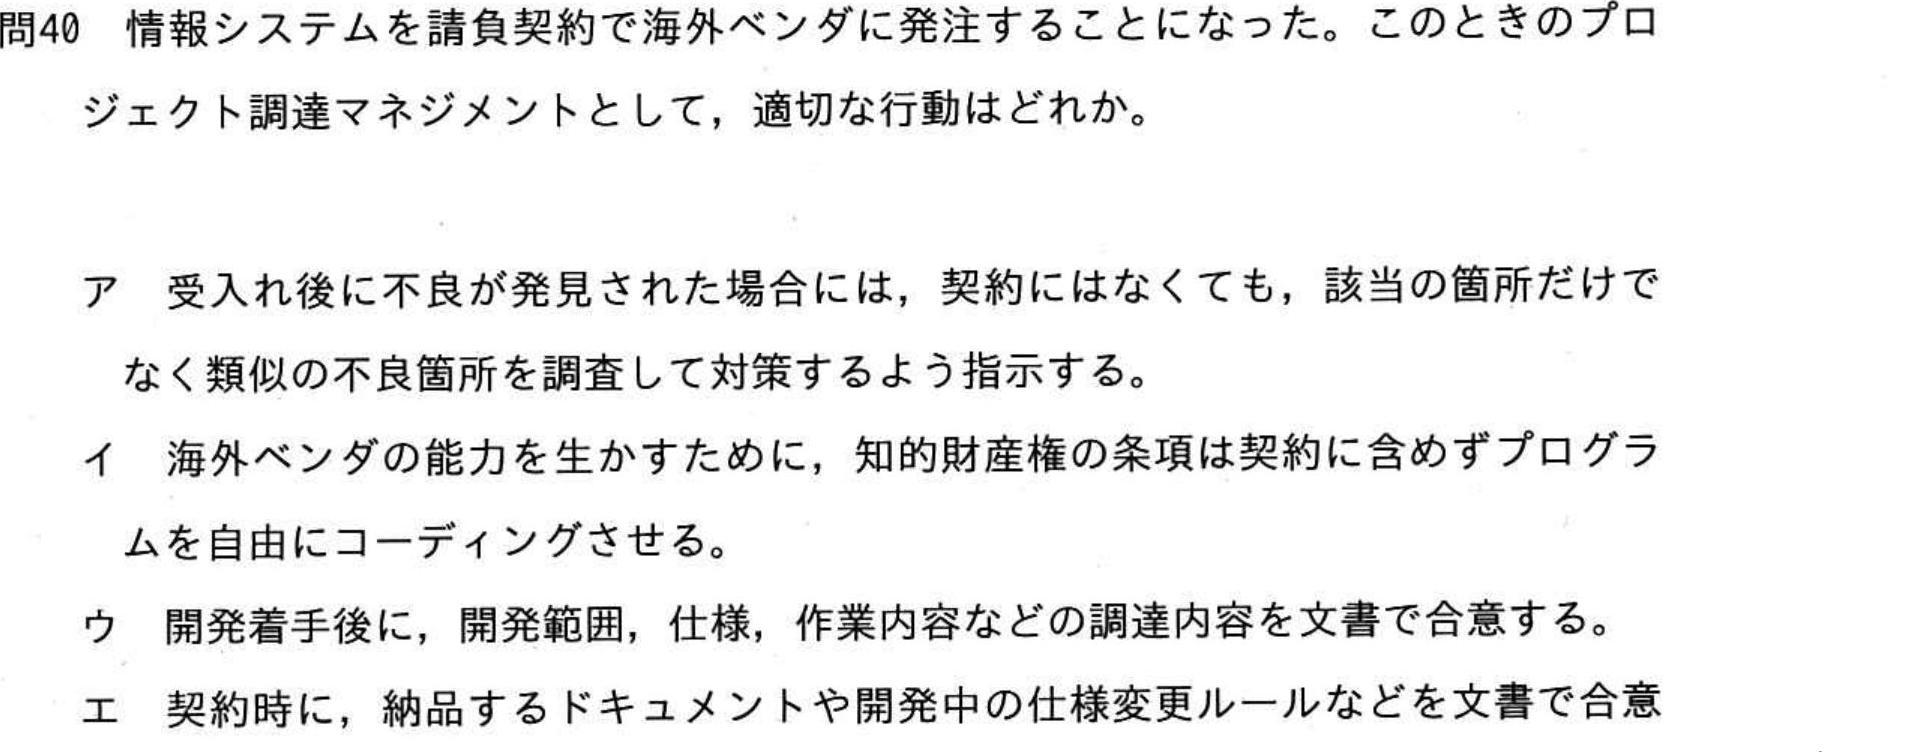 問40　情報システムを請負契約で海外ベンダに発注することになった。このときのプロ
ジェクト調達マネジメントとして，適切な行動はどれか。
ア　受入れ後に不良が発見された場合には，契約にはなくても，該当の箇所だけで
なく類似の不良箇所を調査して対策するよう指示する。
イ　海外ベンダの能力を生かすために，知的財産権の条項は契約に含めずプログラ
ムを自由にコーディングさせる。
ウ　開発着手後に，開発範囲，仕様，作業内容などの調達内容を文書で合意する。
エ　契約時に，納品するドキュメントや開発中の仕様変更ルールなどを文書で合意